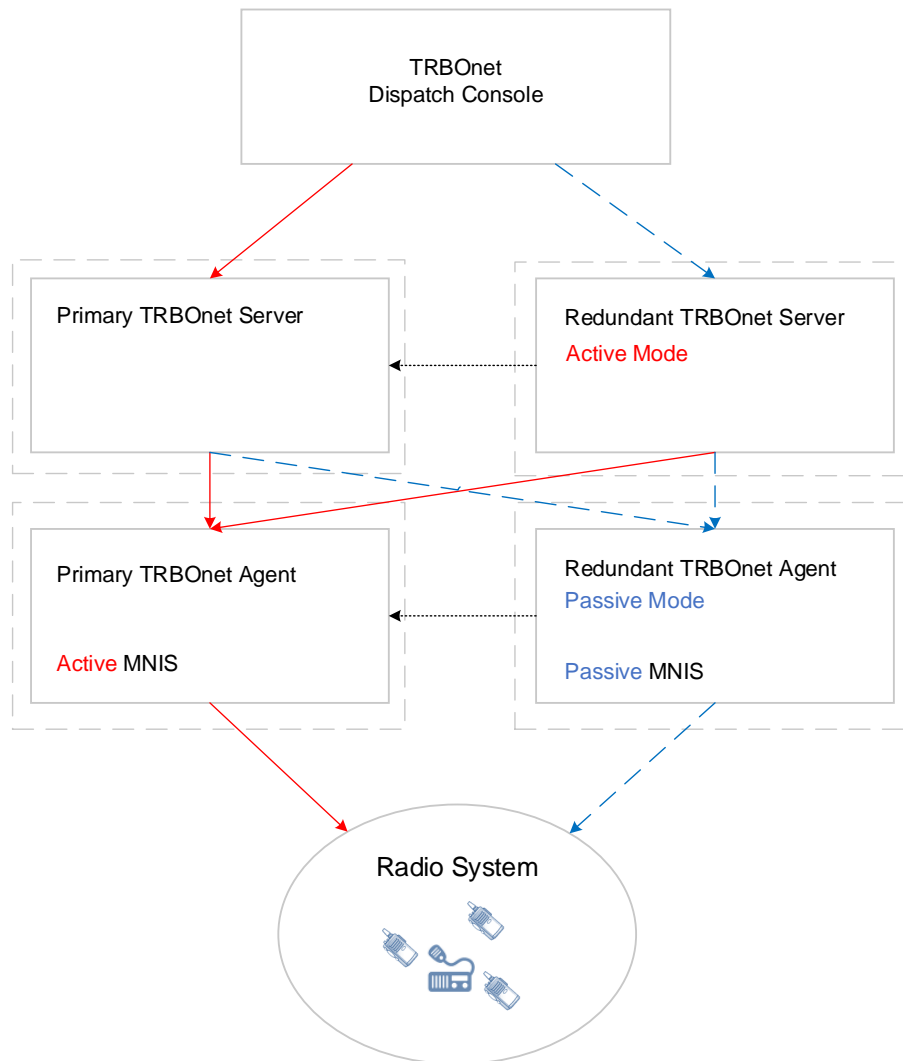 TRBOnet
Dispatch Console
Primary TRBOnet Server
Redundant TRBOnet Server
Active Mode
Primary TRBOnet Agent
Active MNIS
Redundant TRBOnet Agent
Passive Mode
Passive MNIS
Radio System